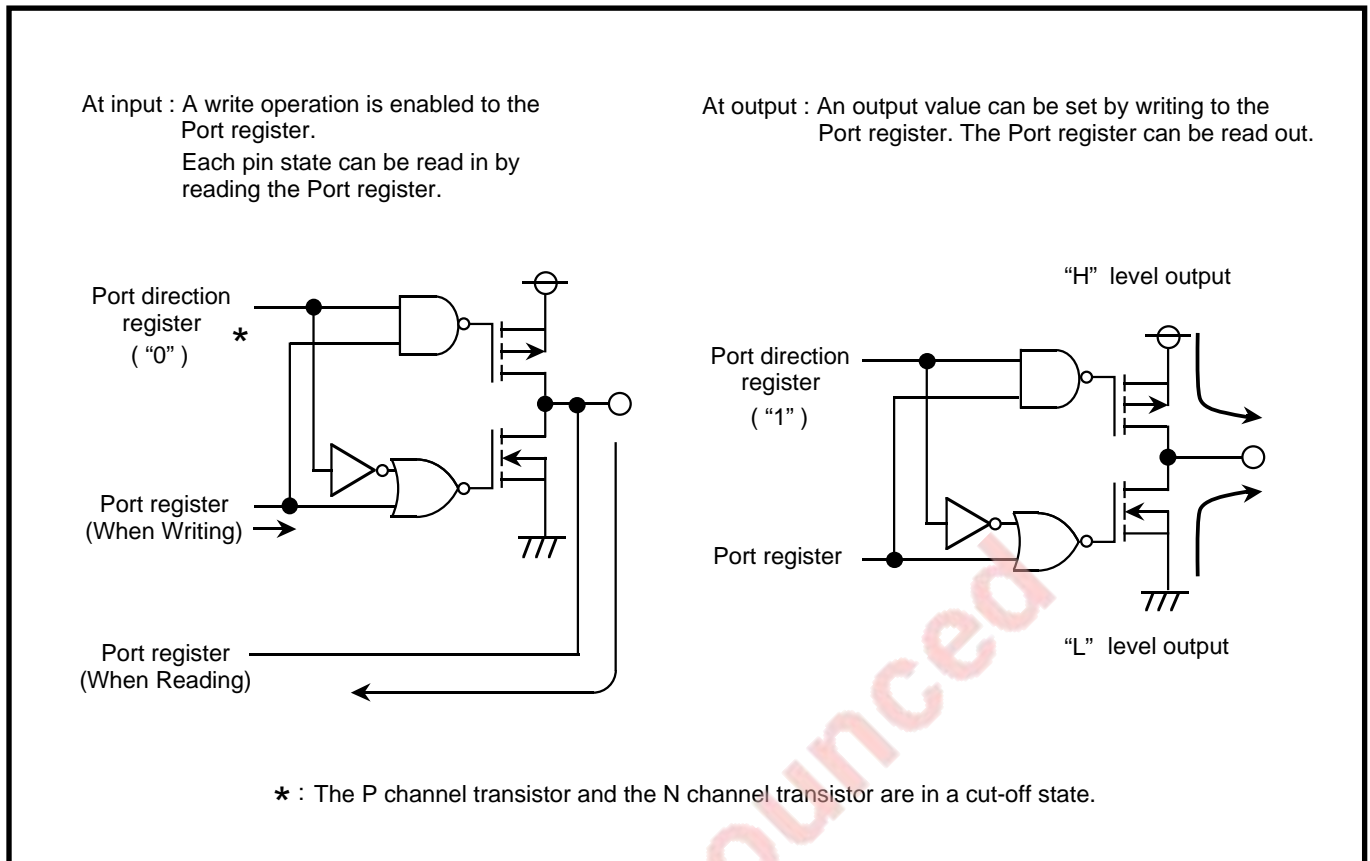 At input : A write operation is enabled to the
Port register.
Each pin state can be read in by
reading the Port register.
At output : An output value can be set by writing to the
Port register. The Port register can be read out.
Port direction
register
( “0” )
*
Port register
(When Writing)
Port register
(When Reading)
“H” level output
Port direction
register
( “1” )
Port register
“L” level output
* : The P channel transistor and the N channel transistor are in a cut-off state.
ounced